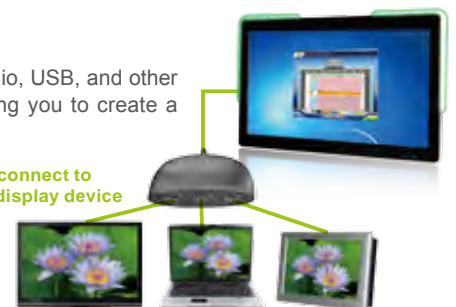 io, USB, and other
ng you to create a
connect to
display device